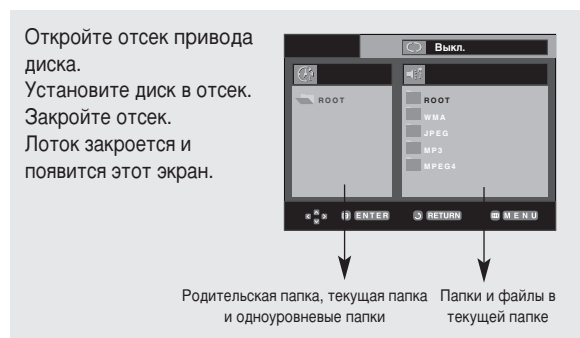 Откройте отсек привода
диска.
Установите диск в отсек.
Закройте отсек.
Лоток закроется и
появится этот экран.
Выкл.
ROOT
ROOT
WMA
JPEG
MP3
MPEG4
ENTER RETURN MENU
Родительская папка, текущая папка
и одноуровневые папки
Папки и файлы в
текущей папке